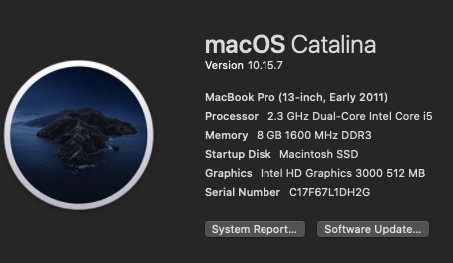 macOS Catalina
Version 10.15.7
MacBook Pro (13-inch, Early 2011)
Processor 2.3 GHz Dual-Core Intel Core i5
Memory 8 GB 1600 MHz DDR3
Startup Disk Macintosh SSD
Graphics Intel HD Graphics 3000 512 MB
Serial Number C17F67L1DH2G
System Report... Software Update...